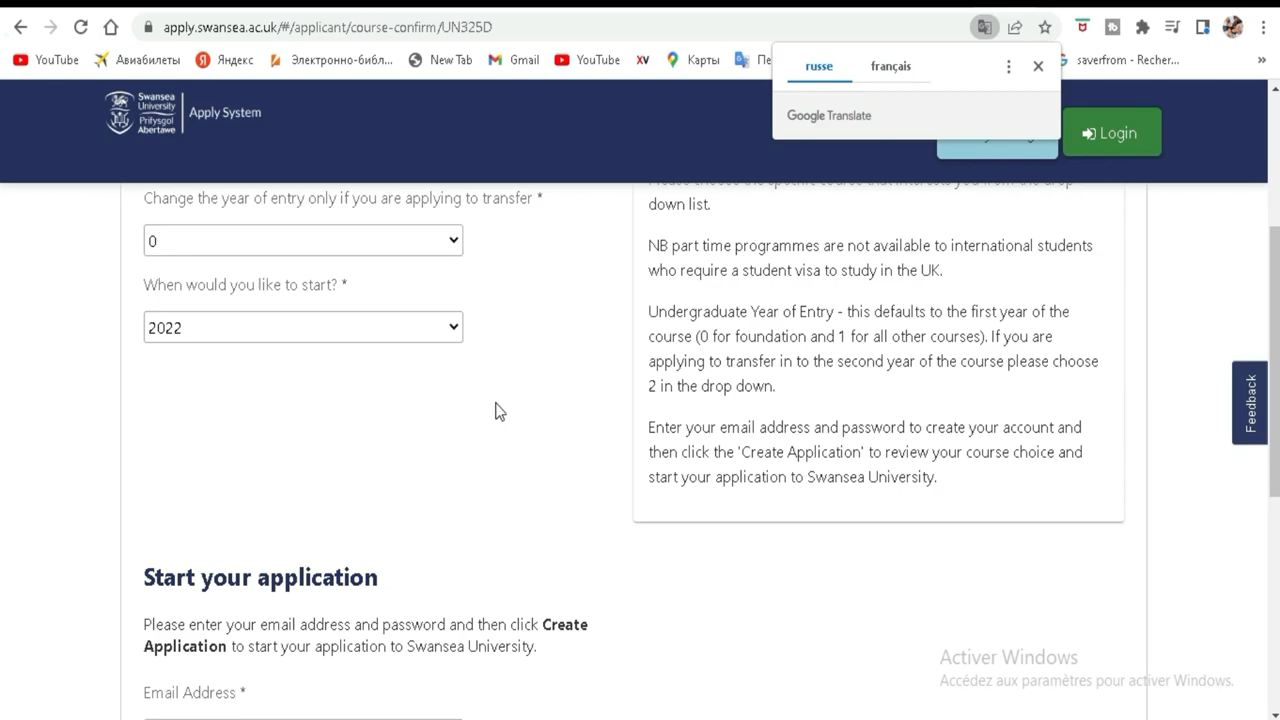 apply.swansea.ac.uk/#/applicant/course-confirm/UN325D
YouTube
Авиабилеты
Яндекс
Электронно-библ...
New Tab
Gmail
YouTube
XV
Карты
saverfrom - Recher...
»
russe
français
Google Translate
Swansea
University
Prifysgol
Abertawe
Apply System
Login
Change the year of entry only if you are applying to transfer *
0
When would you like to start? *
2022
down list.
NB part time programmes are not available to international students
who require a student visa to study in the UK.
Undergraduate Year of Entry - this defaults to the first year of the
course (0 for foundation and 1 for all other courses). If you are
applying to transfer in to the second year of the course please choose
2 in the drop down.
Enter your email address and password to create your account and
then click the 'Create Application' to review your course choice and
start your application to Swansea University.
Feedback
Start your application
Please enter your email address and password and then click Create
Application to start your application to Swansea University.
Email Address *
Activer Windows
Accédez aux paramètres pour activer Windows.